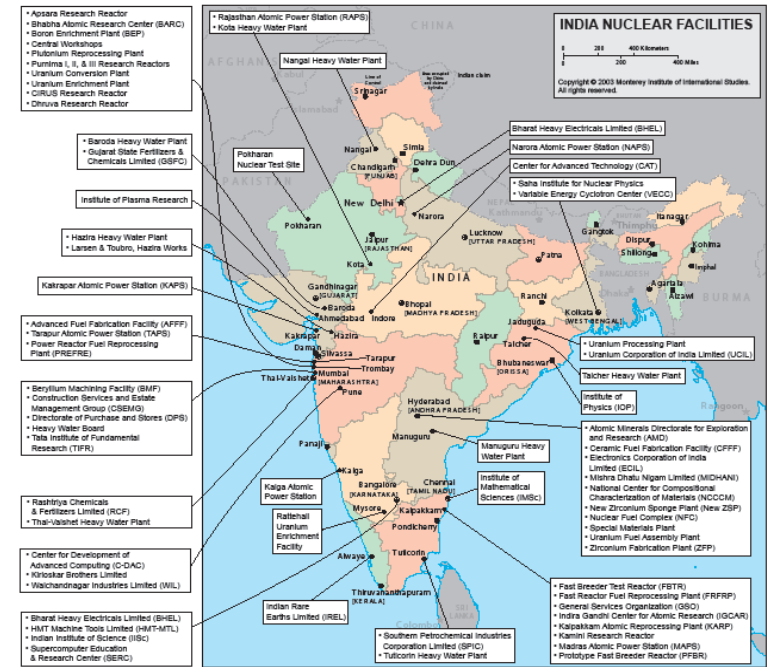 • Apsara Research Reactor
• Bhabha Atomic Research Center (BARC)
• Boron Enrichment Plant (BEP)
• Central Workshops
• Plutonium Reprocessing Plant
• Purnima I, II, & III Research Reactors
• Uranium Conversion Plant
• Uranium Enrichment Plant
• CIRUS Research Reactor
• Dhruva Research Reactor
• Rajasthan Atomic Power Station (RAPS)
• Kota Heavy Water Plant
Nangal Heavy Water Plant
INDIA NUCLEAR FACILITIES
0 200 400 Kilometers
0 200 400 Miles
Copyright © 2003 Monterey Institute of International Studies.
All rights reserved.
CHINA
AFGHANISTAN
Islamabad
PAKISTAN
Line of
Control
Indian claim
Srinagar
• Baroda Heavy Water Plant
• Gujarat State Fertilizers &
Chemicals Limited (GSFC)
Pokharan
Nuclear Test Site
Bharat Heavy Electricals Limited (BHEL)
Narora Atomic Power Station (NAPS)
Center for Advanced Technology (CAT)
• Saha Institute for Nuclear Physics
• Variable Energy Cyclotron Center (VECC)
Nangal
Simla
Chandigarh
[PUNJAB]
Dehra Dun
Institute of Plasma Research
New Delhi
Narora
Pokharan
NEPAL
Kathmandu
Thimphu
Itanagar
Gangtok
Dispur
Kohima
Shillong
Imphal
• Hazira Heavy Water Plant
• Larsen & Toubro, Hazira Works
Jaipur
[RAJASTHAN]
Lucknow
[UTTAR PRADESH]
Patna
Kota
BANGLADESH
Dhaka
Agartala
Aizawl
BURMA
Kakrapar Atomic Power Station (KAPS)
Gandhinagar
[GUJARAT]
INDIA
Baroda
Ahmedabad
Indore
Bhopal
[MADHYA PRADESH]
Ranchi
Kolkata
[WEST BENGAL]
• Advanced Fuel Fabrication Facility (AFFF)
• Tarapur Atomic Power Station (TAPS)
• Power Reactor Fuel Reprocessing
Plant (PREFRE)
Kakrapar
Hazira
Daman
Silvassa
Tarapur
Trombay
Raipur
Jaduguda
Talcher
Bhubaneswar
[ORISSA]
• Uranium Processing Plant
• Uranium Corporation of India Limited (UCIL)
Talcher Heavy Water Plant
Institute of
Physics (IOP)
Thal-Vaishet
Mumbai
[MAHARASHTRA]
Pune
• Beryllium Machining Facility (BMF)
• Construction Services and Estate
Management Group (CSEMG)
• Directorate of Purchase and Stores (DPS)
• Heavy Water Board
• Tata Institute of Fundamental
Research (TIFR)
Hyderabad
[ANDHRA PRADESH]
Manuguru
Rangoon
Manuguru Heavy
Water Plant
• Atomic Minerals Directorate for Exploration
and Research (AMD)
• Ceramic Fuel Fabrication Facility (CFFF)
• Electronics Corporation of India
Limited (ECIL)
• Mishra Dhatu Nigam Limited (MIDHANI)
• National Center for Compositional
Characterization of Materials (NCCCM)
• New Zirconium Sponge Plant (New ZSP)
• Nuclear Fuel Complex (NFC)
• Special Materials Plant
• Uranium Fuel Assembly Plant
• Zirconium Fabrication Plant (ZFP)
Panaji
Kaiga
Kaiga Atomic
Power Station
Institute of
Mathematical
Sciences (IMSc)
Chennai
[TAMIL NADU]
Bangalore
[KARNATAKA]
Mysore
Kalpakkam
Pondicherry
• Rashtriya Chemicals
& Fertilizers Limited (RCF)
• Thal-Vaishet Heavy Water Plant
Rattehall
Uranium
Enrichment
Facility
• Center for Development of
Advanced Computing (C-DAC)
• Kirloskar Brothers Limited
• Walchandnagar Industries Limited (WIL)
Alwaye
Tuticorin
Thiruvananthapuram
[KERALA]
SRI
LANKA
Colombo
Indian Rare
Earths Limited (IREL)
• Bharat Heavy Electricals Limited (BHEL)
• HMT Machine Tools Limited (HMT-MTL)
• Indian Institute of Science (IISc)
• Supercomputer Education
& Research Center (SERC)
• Southern Petrochemical Industries
Corporation Limited (SPIC)
• Tuticorin Heavy Water Plant
• Fast Breeder Test Reactor (FBTR)
• Fast Reactor Fuel Reprocessing Plant (FRFRP)
• General Services Organization (GSO)
• Indira Gandhi Center for Atomic Research (IGCAR)
• Kalpakkam Atomic Reprocessing Plant (KARP)
• Kamini Research Reactor
• Madras Atomic Power Station (MAPS)
• Prototype Fast Breeder Reactor (PFBR)